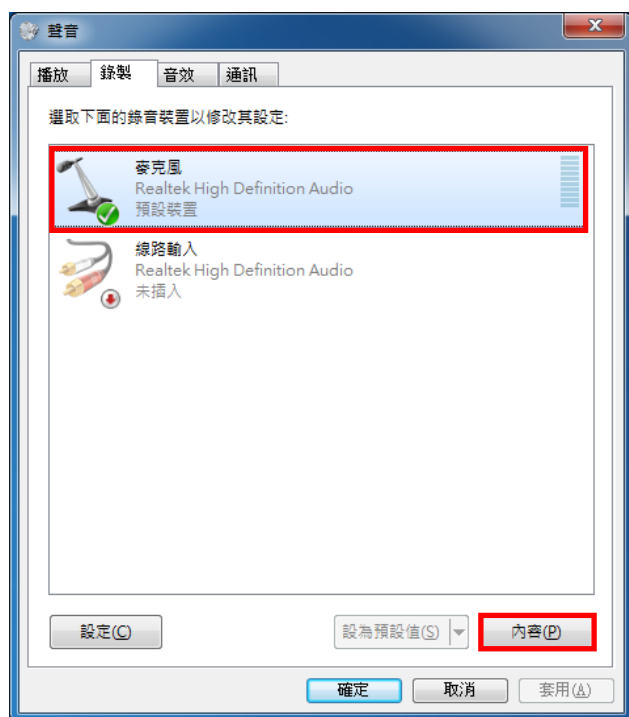 聲音
播放 錄製 音效 通訊
選取下面的錄音裝置以修改其設定:
麥克風
Realtek High Definition Audio
預設裝置
線路輸入
Realtek High Definition Audio
未插入
設定(C) 設為預設值(S) 內容(P)
確定 取消 套用(A)